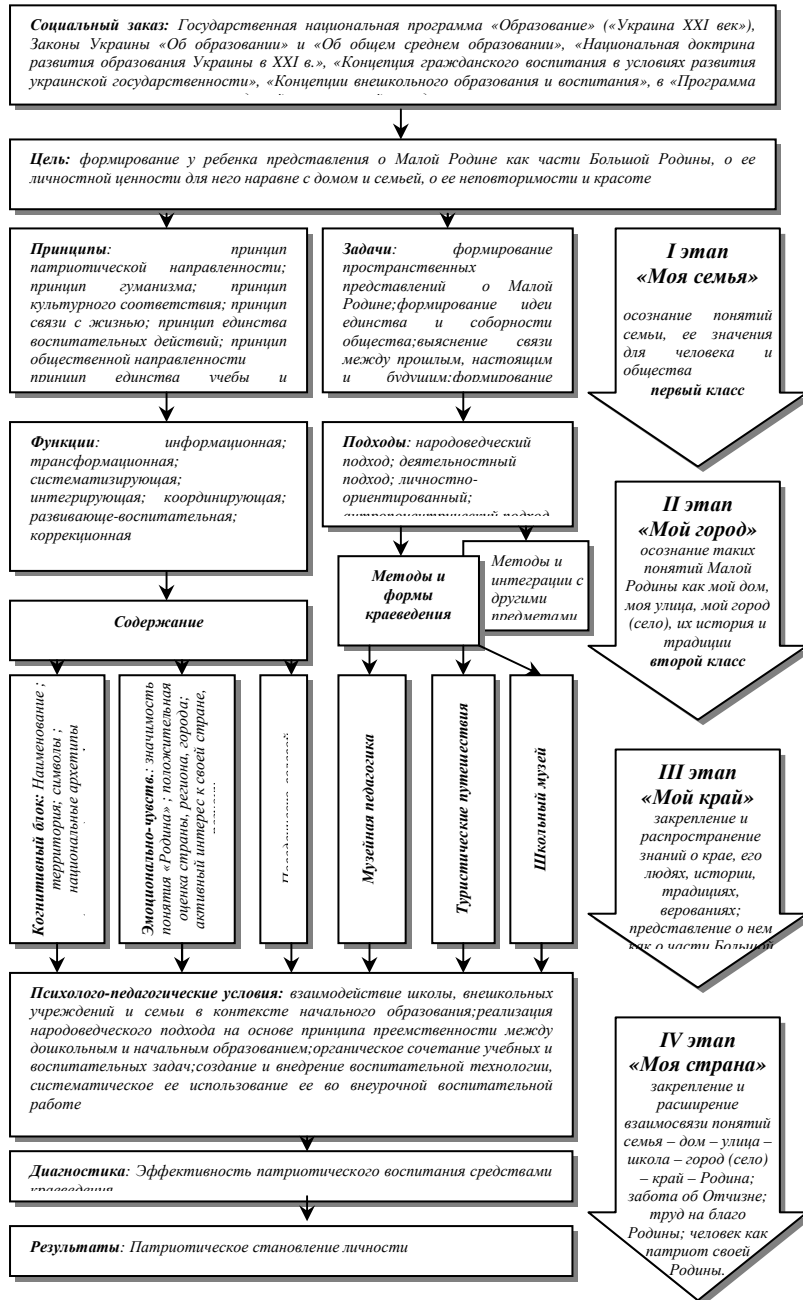 Социальный заказ: Государственная национальная программа «Образование» («Украина XXI век»),
Законы Украины «Об образовании» и «Об общем среднем образовании», «Национальная доктрина
развития образования Украины в XXI в.», «Концепция гражданского воспитания в условиях развития
украинской государственности», «Концепции внешкольного образования и воспитания», в «Программа
Цель: формирование у ребенка представления о Малой Родине как части Большой Родины, о ее
личностной ценности для него наравне с домом и семьей, о ее неповторимости и красоте
Принципы: принцип
патриотической направленности;
принцип гуманизма; принцип
культурного соответствия; принцип
связи с жизнью; принцип единства
воспитательных действий; принцип
общественной направленности
принцип единства учебы и
Задачи: формирование
пространственных
представлений о Малой
Родине;формирование идеи
единства и соборности
общества;выяснение связи
между прошлым, настоящим
и будущим;формирование
I этап
«Моя семья»
осознание понятий
семьи, ее значения
для человека и
общества
первый класс
Функции: информационная;
трансформационная;
систематизирующая;
интегрирующая; координирующая;
развивающе-воспитательная;
коррекционная
Подходы: народоведческий
подход; деятельностный
подход; личностно-
ориентированный;
антропоцентрический подход
II этап
«Мой город»
осознание таких
понятий Малой
Родины как мой дом,
моя улица, мой город
(село), их история и
традиции
второй класс
Методы и
формы
краеведения
Методы и
интеграции с
другими
предметами
Содержание
Когнитивный блок: Наименование ;
территория; символы ;
национальные архетипы
Эмоционально-чувств.: значимость
понятия «Родина» ; положительная
оценка страны, региона, города;
активный интерес к своей стране,
Музейная педагогика
Туристические путешествия
Школьный музей
III этап
«Мой край»
закрепление и
распространение
знаний о крае, его
людях, истории,
традициях,
верованиях;
представление о нем
как о части Большой
Психолого-педагогические условия: взаимодействие школы, внешкольных
учреждений и семьи в контексте начального образования;реализация
народоведческого подхода на основе принципа преемственности между
дошкольным и начальным образованием;органическое сочетание учебных и
воспитательных задач;создание и внедрение воспитательной технологии,
систематическое ее использование ее во внеурочной воспитательной
работе
IV этап
«Моя страна»
закрепление и
расширение
взаимосвязи понятий
семья – дом – улица –
школа – город (село)
– край – Родина;
забота об Отчизне;
труд на благо
Родины; человек как
патриот своей
Родины.
Диагностика: Эффективность патриотического воспитания средствами
краеведения
Результаты: Патриотическое становление личности